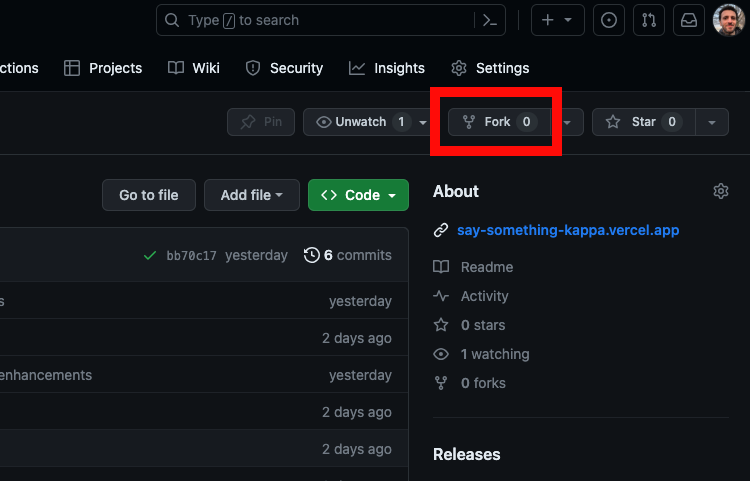 Type / to search
ctions Projects Wiki Security Insights Settings
Pin Unwatch 1 Fork 0 Star 0
Go to file Add file Code
About
say-something-kappa.vercel.app
bb70c17 yesterday 6 commits
Readme
s yesterday
Activity
0 stars
2 days ago
1 watching
enhancements yesterday
0 forks
2 days ago
2 days ago
Releases